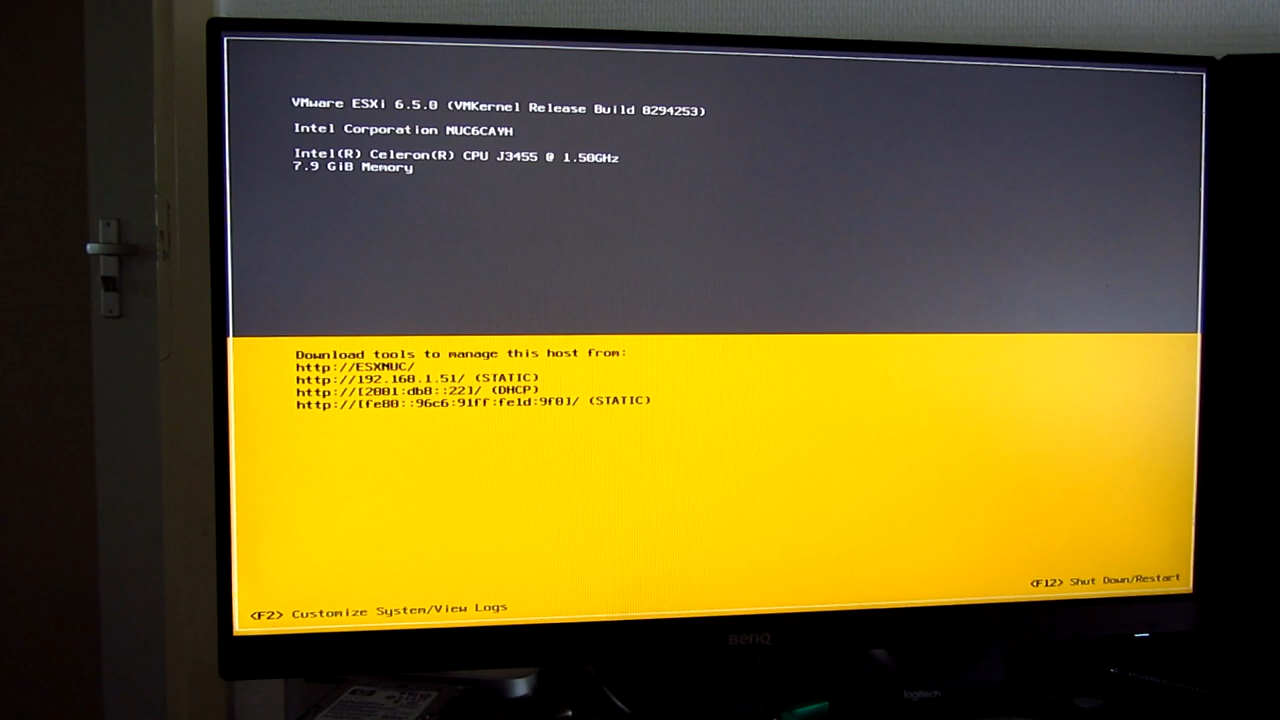 VMware ESXi 6.5.0 (VMKernel Release Build 8294253)
Intel Corporation NUC6CAYH
Intel(R) Celeron(R) CPU J3455 @ 1.50GHz
7.9 GiB Memory
Download tools to manage this host from:
http://ESXNUC/
http://192.168.1.51/ (STATIC)
http://[2001:db8::22]/ (DHCP)
http://[fe80::96c6:91ff:fe1d:9f0]/ (STATIC)
<F12> Shut Down/Restart
<F2> Customize System/View Logs
BenQ
logitech